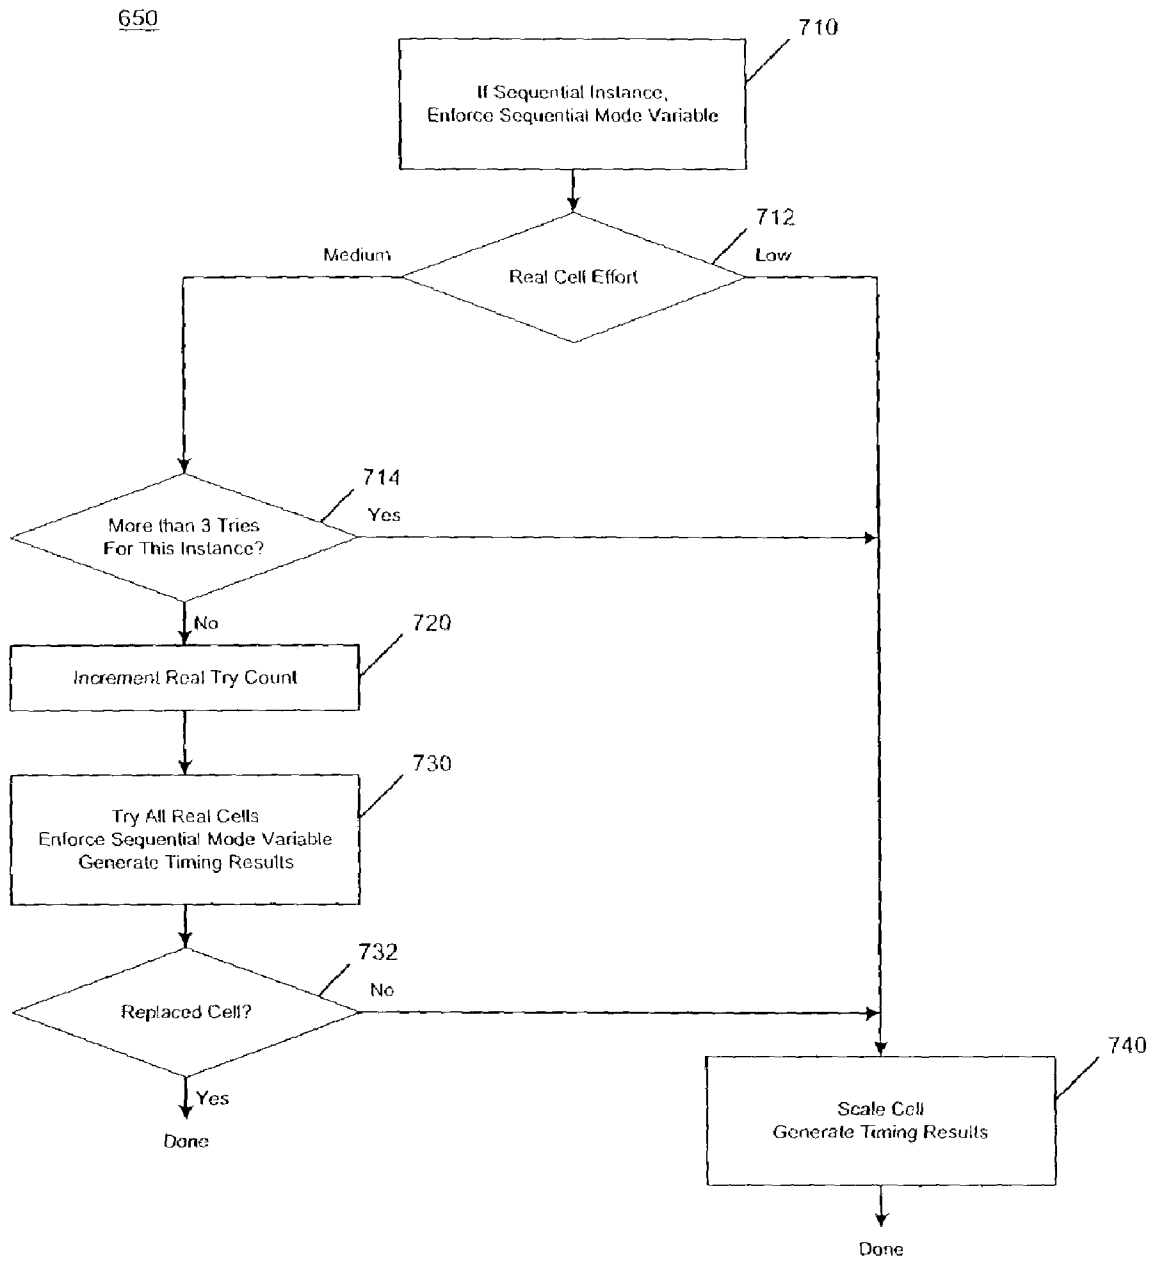 650
710
If Sequential Instance,
Enforce Sequential Mode Variable
712
Medium
Low
Real Cell Effort
714
Yes
More than 3 Tries
For This Instance?
No
720
Increment Real Try Count
730
Try All Real Cells
Enforce Sequential Mode Variable
Generate Timing Results
732
No
Replaced Cell?
Yes
Done
740
Scale Cell
Generate Timing Results
Done